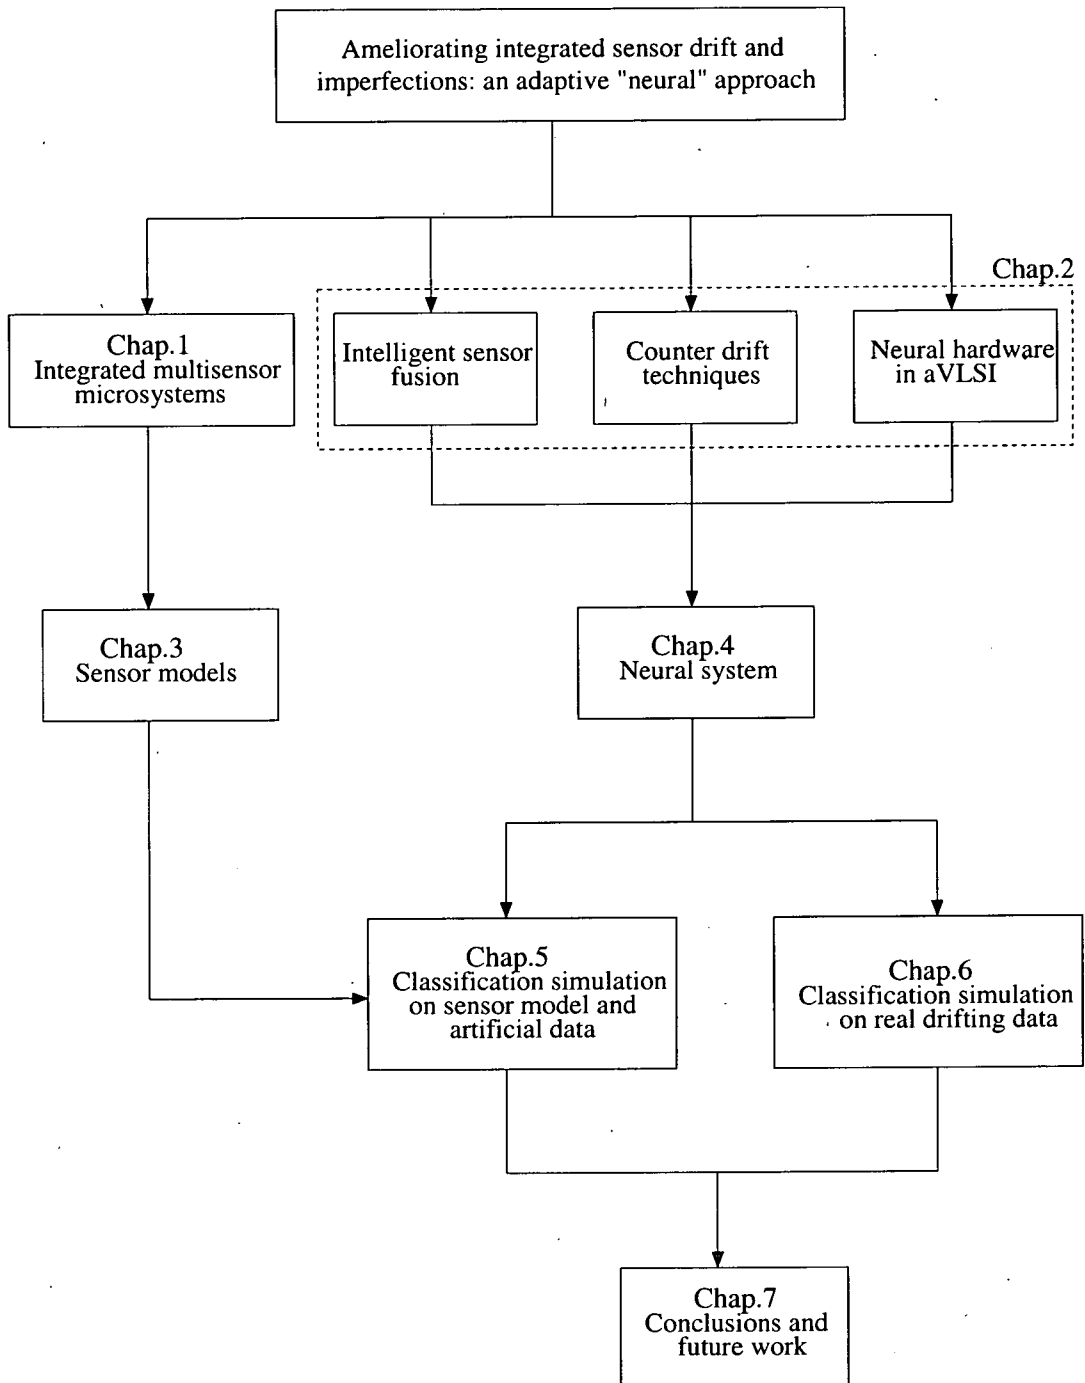 Ameliorating integrated sensor drift and
imperfections: an adaptive "neural" approach
Chap.2
Chap.1
Integrated multisensor
microsystems
Intelligent sensor
fusion
Counter drift
techniques
Neural hardware
in aVLSI
Chap.3
Sensor models
Chap.4
Neural system
Chap.5
Classification simulation
on sensor model and
artificial data
Chap.6
Classification simulation
on real drifting data
Chap.7
Conclusions and
future work